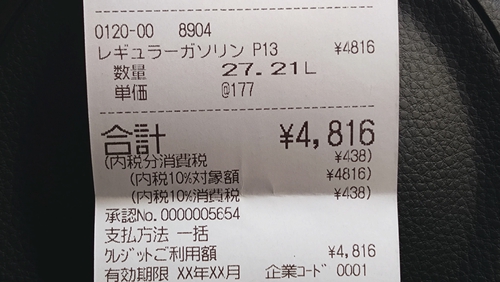 0120-00 8904
レギュラーガソリン P13 ¥4816
数量 27.21L
単価 @177
合計 ¥4,816
(内税分消費税 ¥438)
(内税10%対象額 ¥4816)
(内税10%消費税 ¥438)
承認No.0000005654
支払方法 一括
クレジットご利用額 ¥4,816
有効期限 XX年XX月 企業コード 0001